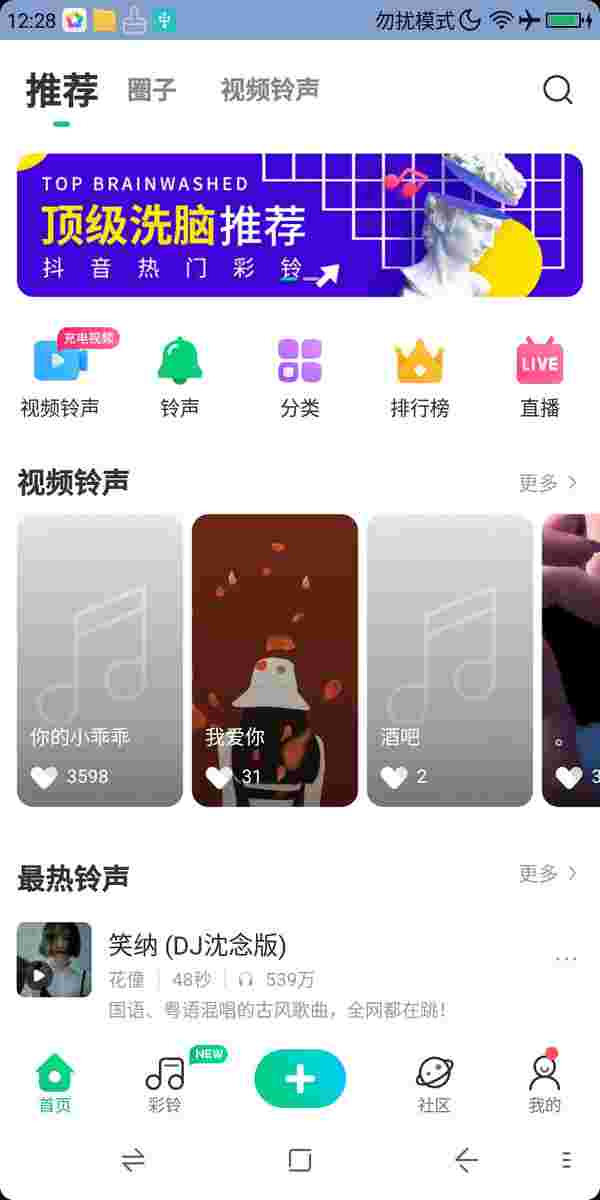 12:28 勿扰模式
推荐 圈子 视频铃声
TOP BRAINWASHED
顶级洗脑推荐
抖音热门彩铃
充电视频
LIVE
视频铃声 铃声 分类 排行榜 直播
视频铃声 更多
你的小乖乖 我爱你 酒吧 。
3598 31 2 3
最热铃声 更多
笑纳 (DJ沈念版)
花僮 48秒 539万
国语、粤语混唱的古风歌曲，全网都在跳！
NEW
首页 彩铃 社区 我的